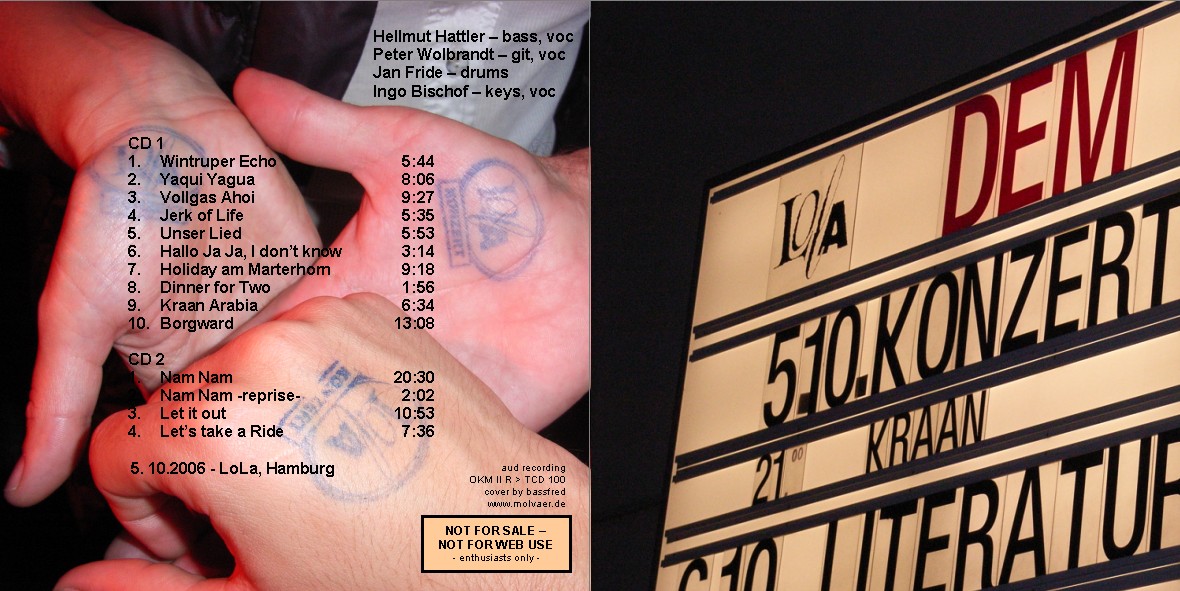 Hellmut Hattler – bass, voc
Peter Wolbrandt – git, voc
Jan Fride – drums
Ingo Bischof – keys, voc
CD 1
1. Wintruper Echo 5:44
2. Yaqui Yagua 8:06
3. Vollgas Ahoi 9:27
4. Jerk of Life 5:35
5. Unser Lied 5:53
6. Hallo Ja Ja, I don't know 3:14
7. Holiday am Marterhorn 9:18
8. Dinner for Two 1:56
9. Kraan Arabia 6:34
10. Borgward 13:08
CD 2
1. Nam Nam 20:30
Nam Nam -reprise- 2:02
3. Let it out 10:53
4. Let's take a Ride 7:36
5. 10.2006 - LoLa, Hamburg
aud recording
OKM II R > TCD 100
cover by bassfred
www.molvaer.de
NOT FOR SALE –
NOT FOR WEB USE
- enthusiasts only -
LOLA
KONZERT
DEM
LOLA
5.10. KONZERT
KRAAN
21.00
6.10. LITERATUR